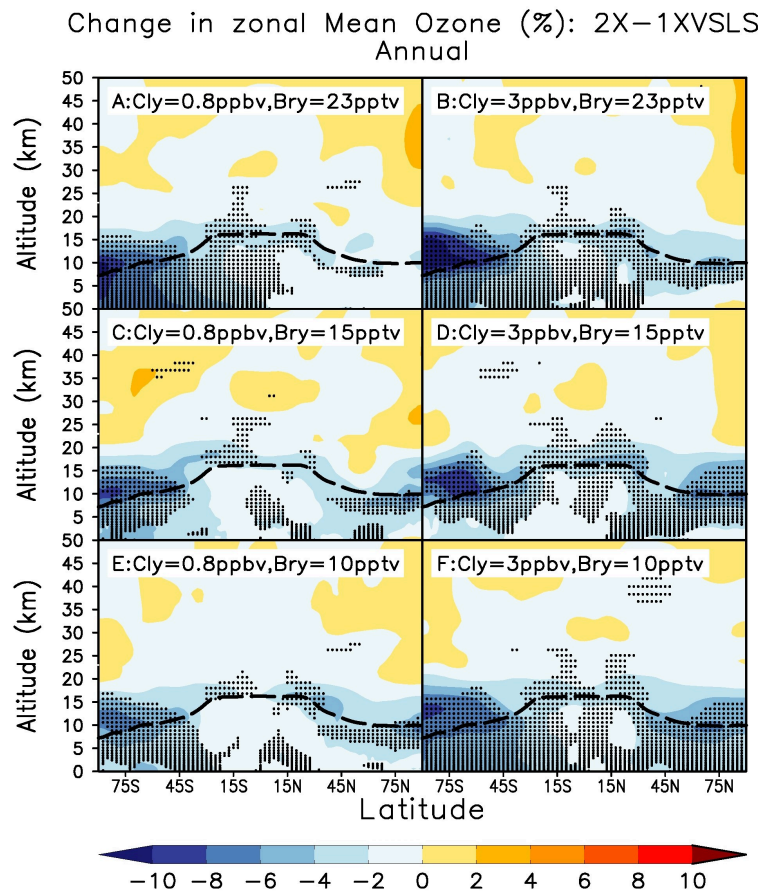 Change in zonal Mean Ozone (%): 2X−1XVSLS
Annual
A:Cly=0.8ppbv,Bry=23pptv
B:Cly=3ppbv,Bry=23pptv
50
40
30
25
20
15
10
5
Altitude (km)
C:Cly=0.8ppbv,Bry=15pptv
D:Cly=3ppbv,Bry=15pptv
50
40
35
30
25
20
15
10
5
Altitude (km)
E:Cly=0.8ppbv,Bry=10pptv
F:Cly=3ppbv,Bry=10pptv
50
40
35
30
25
20
15
10
5
0
Altitude (km)
75S 45S 15S 15N 45N 75N 75S 45S 15S 15N 45N 75N
Latitude
−10 −8 −6 −4 −2 0 2 4 6 8 10